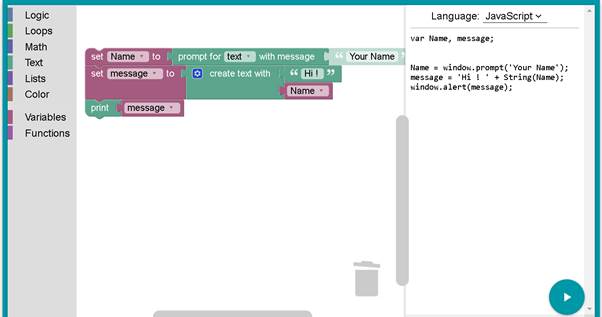 Logic
Loops
Math
Text
Lists
Color
Variables
Functions
set Name to prompt for text with message “ Your Name ”
set message to create text with “ Hi ! ”
Name
print message
Language: JavaScript
var Name, message;
Name = window.prompt('Your Name');
message = 'Hi ! ' + String(Name);
window.alert(message);